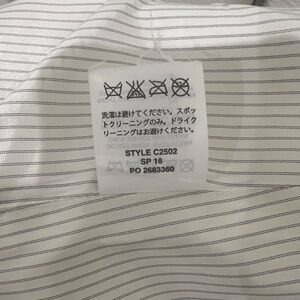 洗濯は避けてください。スポッ
トクリーニングのみ。ドライク
リーニングはお避けください。
STYLE C2502
SP 16
PO 2683360